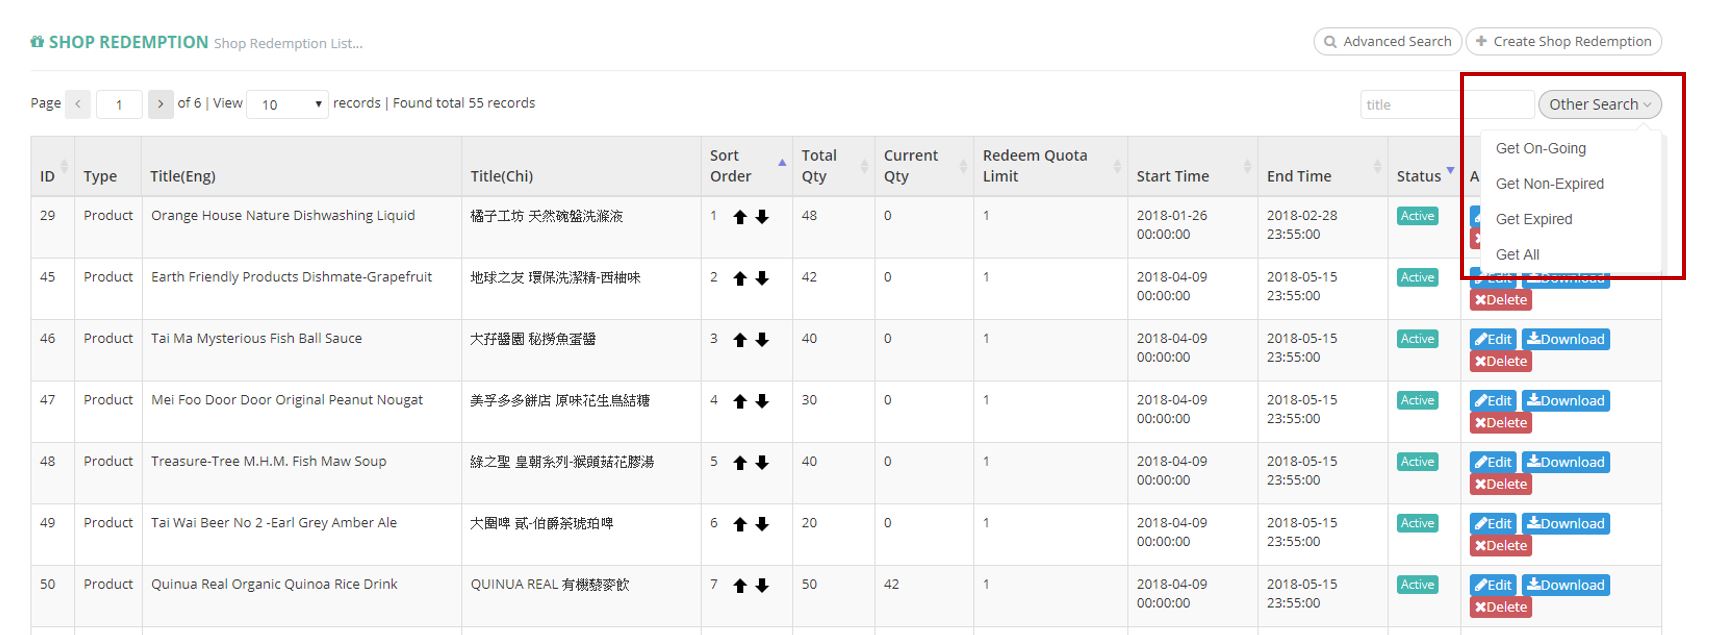 SHOP REDEMPTION Shop Redemption List...
Advanced Search
Create Shop Redemption
Page 1 of 6 | View 10 records | Found total 55 records
title
Other Search
Get On-Going
Get Non-Expired
Get Expired
Get All
ID Type Title(Eng) Title(Chi) Sort Order Total Qty Current Qty Redeem Quota Limit Start Time End Time Status A
29 Product Orange House Nature Dishwashing Liquid 橘子工坊 天然碗盤洗滌液 1 48 0 1 2018-01-26 00:00:00 2018-02-28 23:55:00 Active
45 Product Earth Friendly Products Dishmate-Grapefruit 地球之友 環保洗潔精-西柚味 2 42 0 1 2018-04-09 00:00:00 2018-05-15 23:55:00 Active Edit Download Delete
46 Product Tai Ma Mysterious Fish Ball Sauce 大孖醬園 秘撈魚蛋醬 3 40 0 1 2018-04-09 00:00:00 2018-05-15 23:55:00 Active Edit Download Delete
47 Product Mei Foo Door Door Original Peanut Nougat 美孚多多餅店 原味花生鳥結糖 4 30 0 1 2018-04-09 00:00:00 2018-05-15 23:55:00 Active Edit Download Delete
48 Product Treasure-Tree M.H.M. Fish Maw Soup 綠之聖 皇朝系列-猴頭菇花膠湯 5 40 0 1 2018-04-09 00:00:00 2018-05-15 23:55:00 Active Edit Download Delete
49 Product Tai Wai Beer No 2 -Earl Grey Amber Ale 大圍啤 貳-伯爵茶琥珀啤 6 20 0 1 2018-04-09 00:00:00 2018-05-15 23:55:00 Active Edit Download Delete
50 Product Quinua Real Organic Quinoa Rice Drink QUINUA REAL 有機藜麥飲 7 50 42 1 2018-04-09 00:00:00 2018-05-15 23:55:00 Active Edit Download Delete